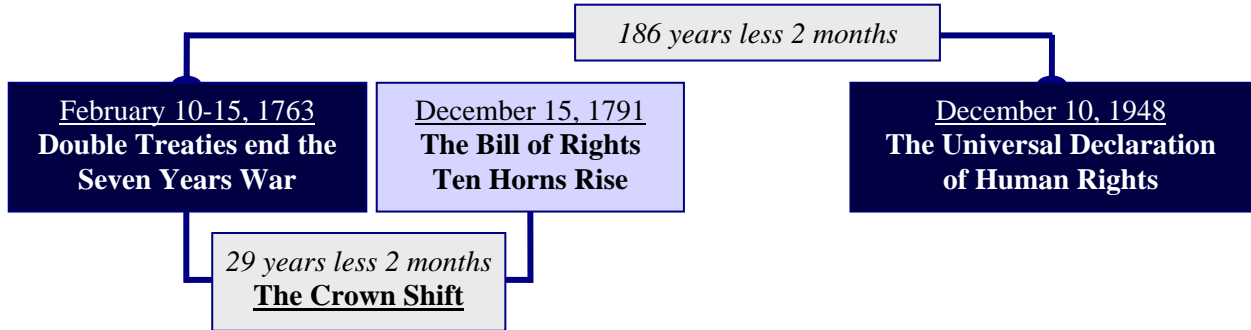 186 years less 2 months
February 10-15, 1763
Double Treaties end the
Seven Years War
December 15, 1791
The Bill of Rights
Ten Horns Rise
December 10, 1948
The Universal Declaration
of Human Rights
29 years less 2 months
The Crown Shift